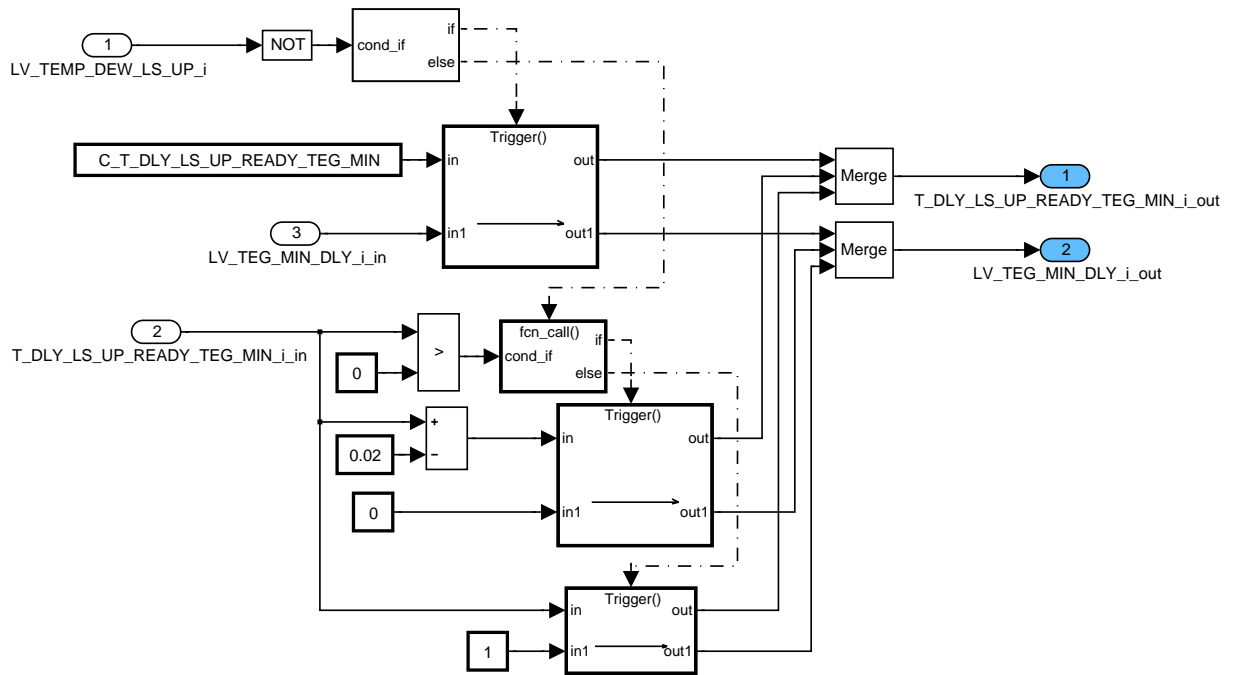 1
LV_TEMP_DEW_LS_UP_i
NOT
cond_if
if
else
C_T_DLY_LS_UP_READY_TEG_MIN
3
LV_TEG_MIN_DLY_i_in
Trigger()
in
out
in1
out1
Merge
1
T_DLY_LS_UP_READY_TEG_MIN_i_out
Merge
2
LV_TEG_MIN_DLY_i_out
2
T_DLY_LS_UP_READY_TEG_MIN_i_in
0
>
fcn_call()
cond_if
if
else
0.02
+
−
0
Trigger()
in
out
in1
out1
1
Trigger()
in
out
in1
out1